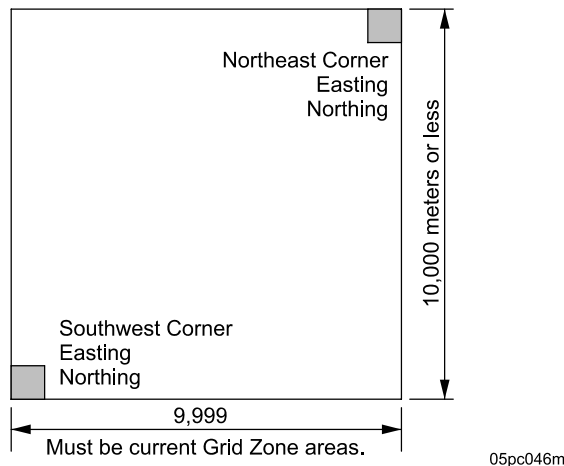 Northeast Corner
Easting
Northing
10,000 meters or less
Southwest Corner
Easting
Northing
9,999
Must be current Grid Zone areas.
05pc046m